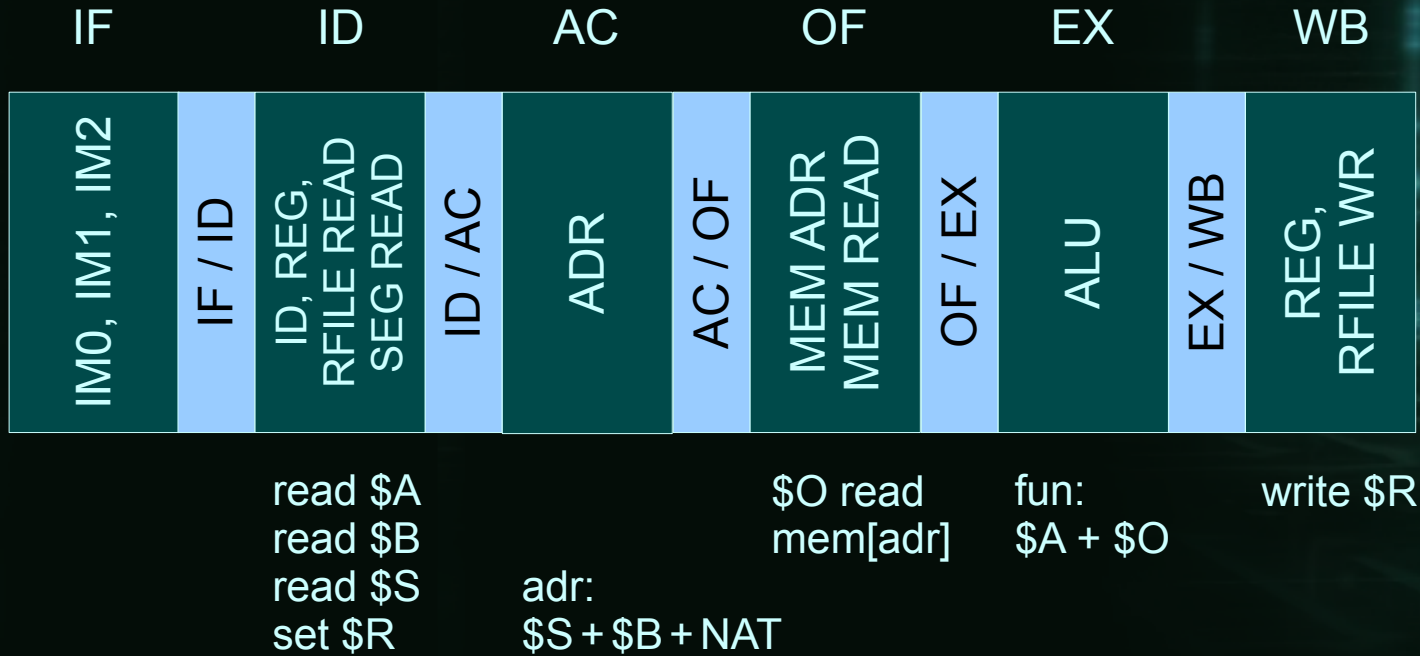 IF
ID
AC
OF
EX
WB
IM0, IM1, IM2
IF / ID
ID, REG,
RFILE READ
SEG READ
ID / AC
ADR
AC / OF
MEM ADR
MEM READ
OF / EX
ALU
EX / WB
REG,
RFILE WR
read $A
read $B
read $S
set $R
adr:
$S + $B + NAT
$O read
mem[adr]
fun:
$A + $O
write $R